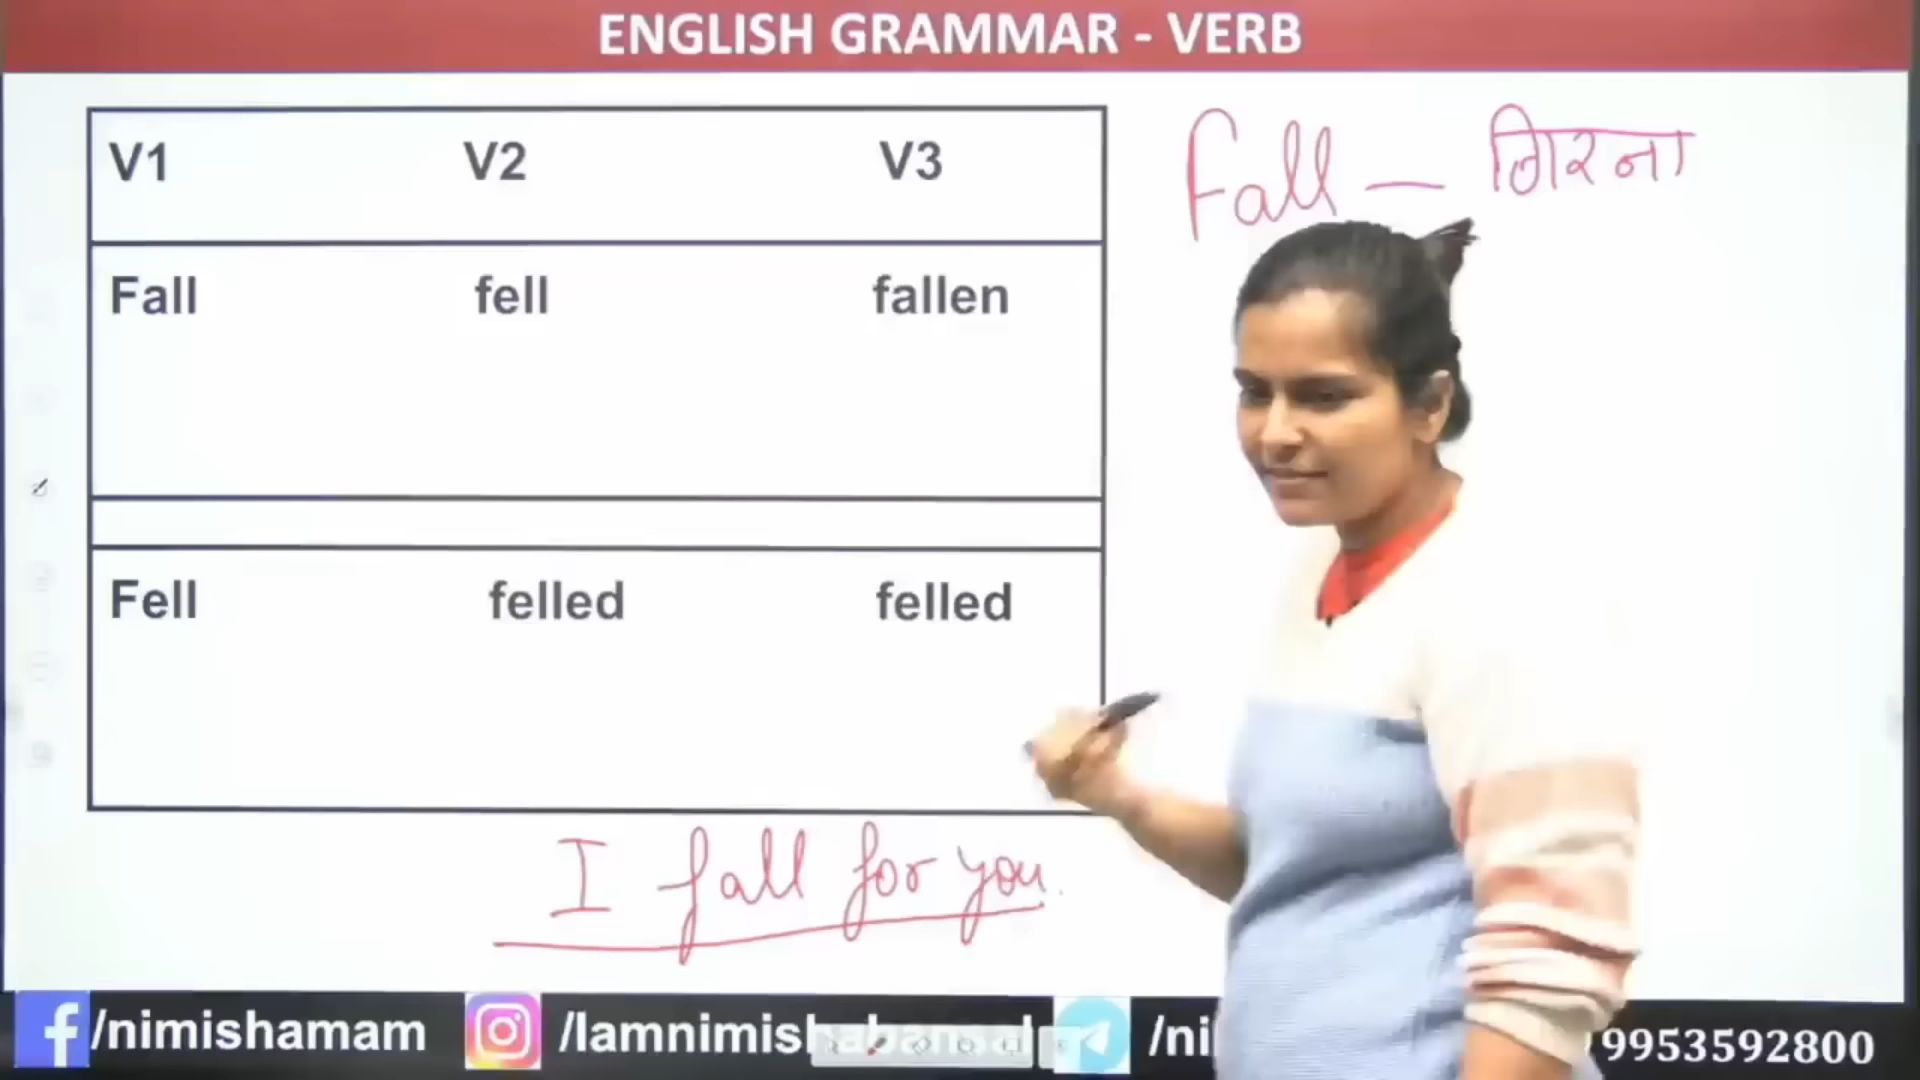 ENGLISH GRAMMAR - VERB
V1 V2 V3
Fall fell fallen
Fell felled felled
Fall — गिरना
I fall for you.
/nimishamam /Iamnimishabansal /ni 9953592800